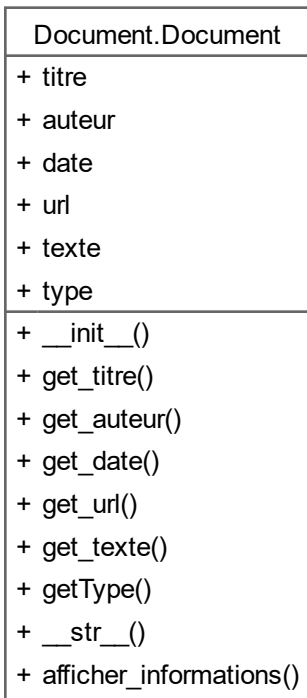 Document.Document
+ titre
+ auteur
+ date
+ url
+ texte
+ type
+ __init__()
+ get_titre()
+ get_auteur()
+ get_date()
+ get_url()
+ get_texte()
+ getType()
+ __str__()
+ afficher_informations()